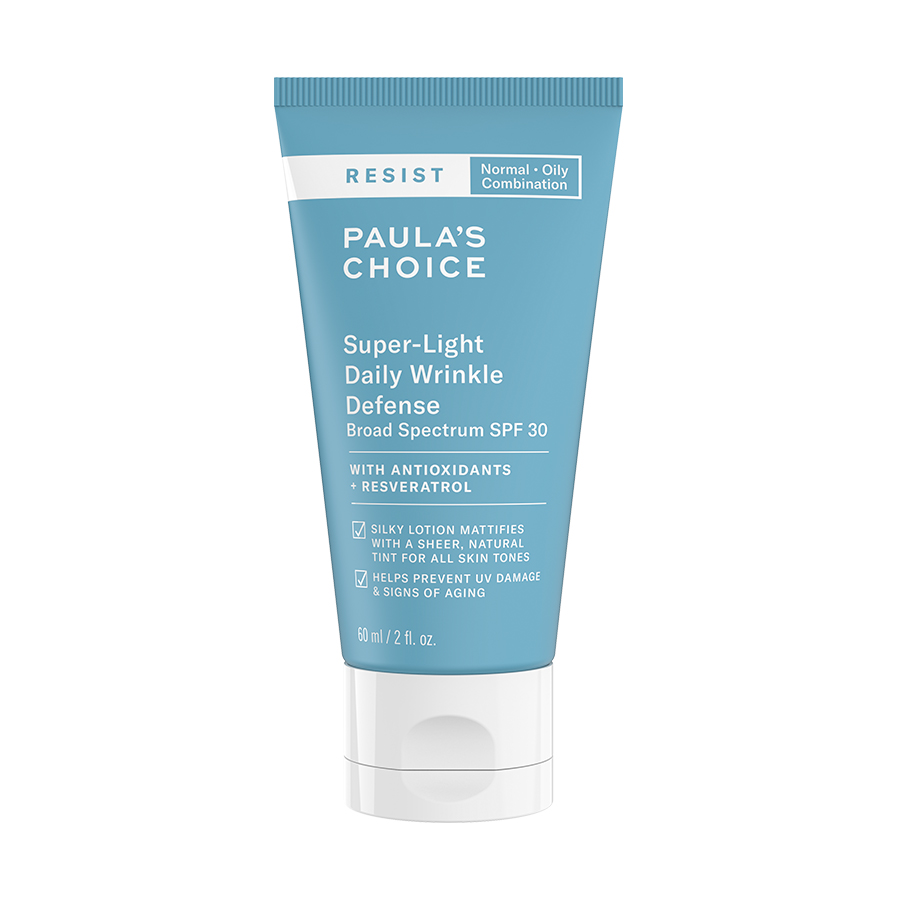 RESIST
Normal • Oily
Combination
PAULA'S
CHOICE
Super-Light
Daily Wrinkle
Defense
Broad Spectrum SPF 30
WITH ANTIOXIDANTS
+ RESVERATROL
SILKY LOTION MATTIFIES
WITH A SHEER, NATURAL
TINT FOR ALL SKIN TONES
HELPS PREVENT UV DAMAGE
& SIGNS OF AGING
60 ml / 2 fl. oz.